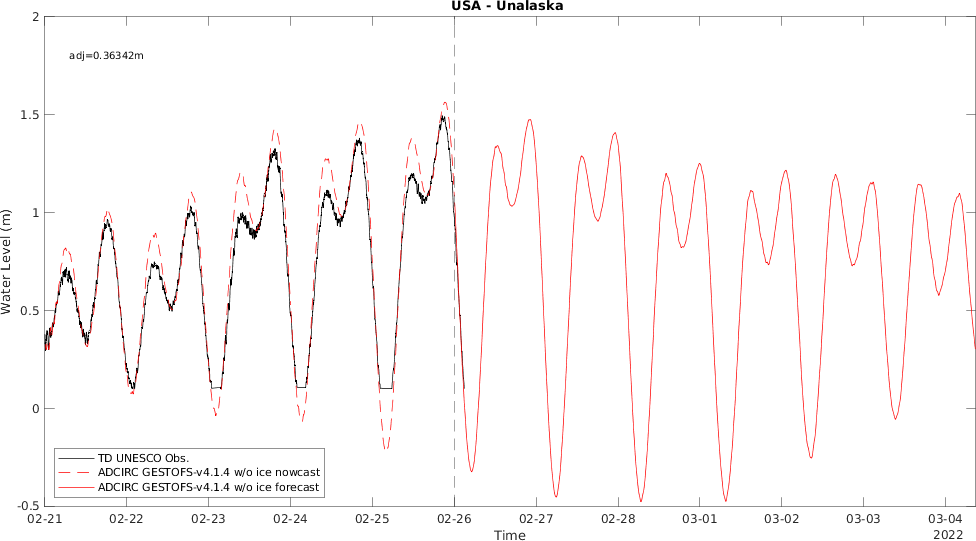 USA - Unalaska
2
adj=0.36342m
1.5
1
Water Level (m)
0.5
0
-0.5
TD UNESCO Obs.
ADCIRC GESTOFS-v4.1.4 w/o ice nowcast
ADCIRC GESTOFS-v4.1.4 w/o ice forecast
02-21 02-22 02-23 02-24 02-25 02-26 02-27 02-28 03-01 03-02 03-03 03-04
Time
2022